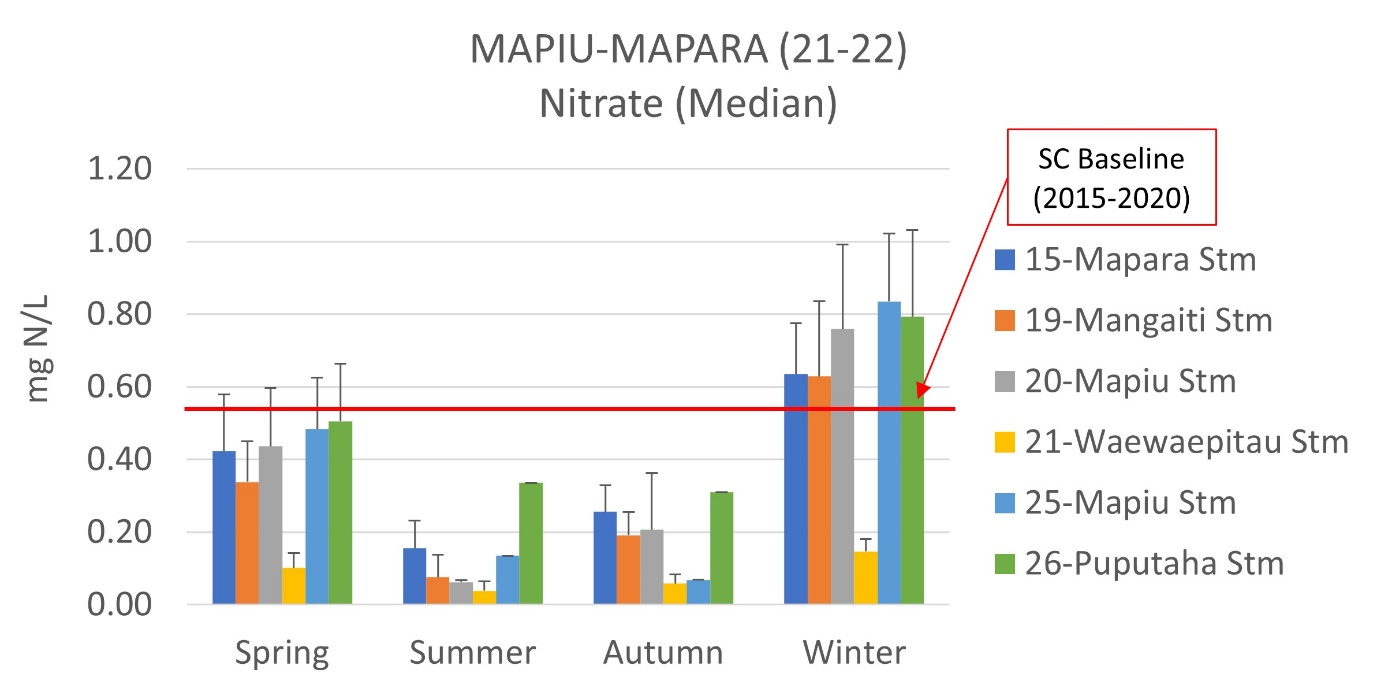 MAPIU-MAPARA (21-22)
Nitrate (Median)
SC Baseline
(2015-2020)
1.20
1.00
0.80
0.60
0.40
0.20
0.00
mg N/L
Spring
Summer
Autumn
Winter
15-Mapara Stm
19-Mangaiti Stm
20-Mapiu Stm
21-Waewaepitau Stm
25-Mapiu Stm
26-Puputaha Stm